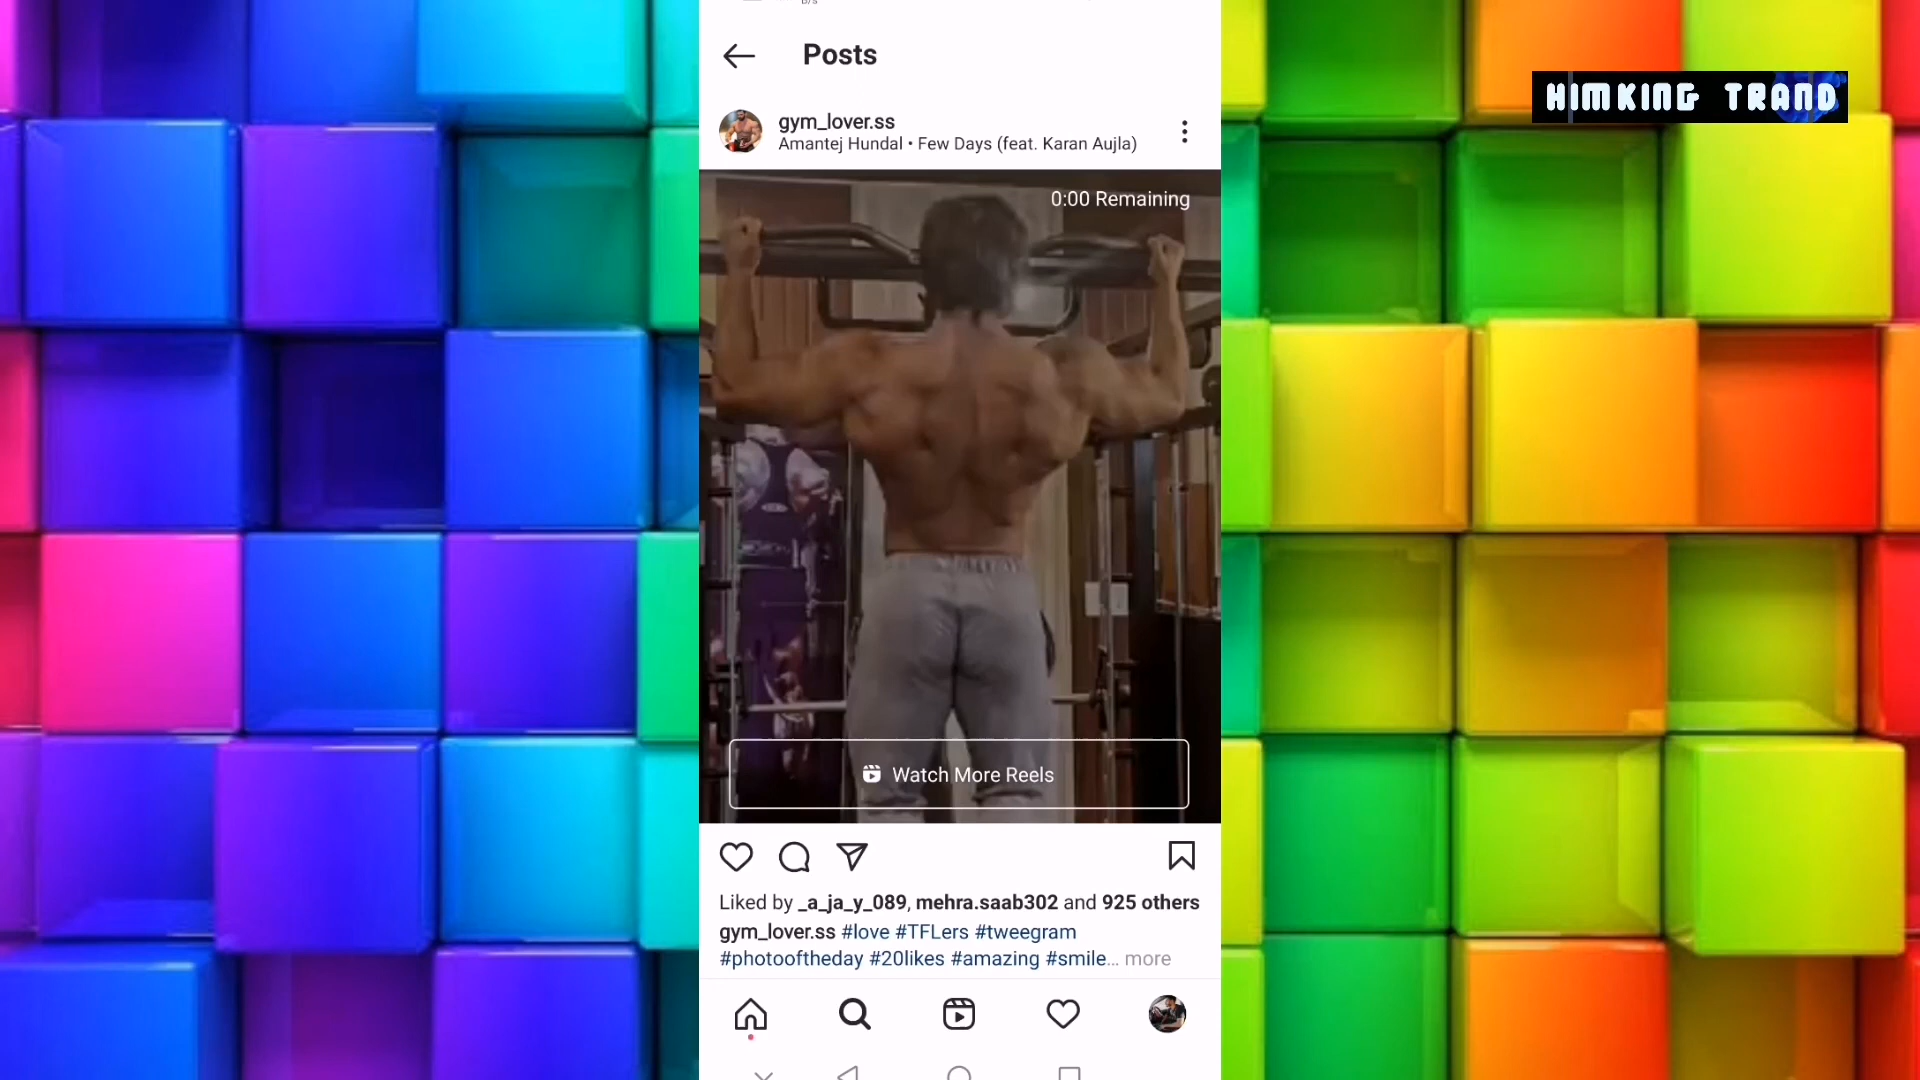 Posts
HIMKING TRAND
gym_lover.ss
Amantej Hundal • Few Days (feat. Karan Aujla)
0:00 Remaining
Watch More Reels
Liked by _a_ja_y_089, mehra.saab302 and 925 others
gym_lover.ss #love #TFLers #tweegram
#photooftheday #20likes #amazing #smile... more